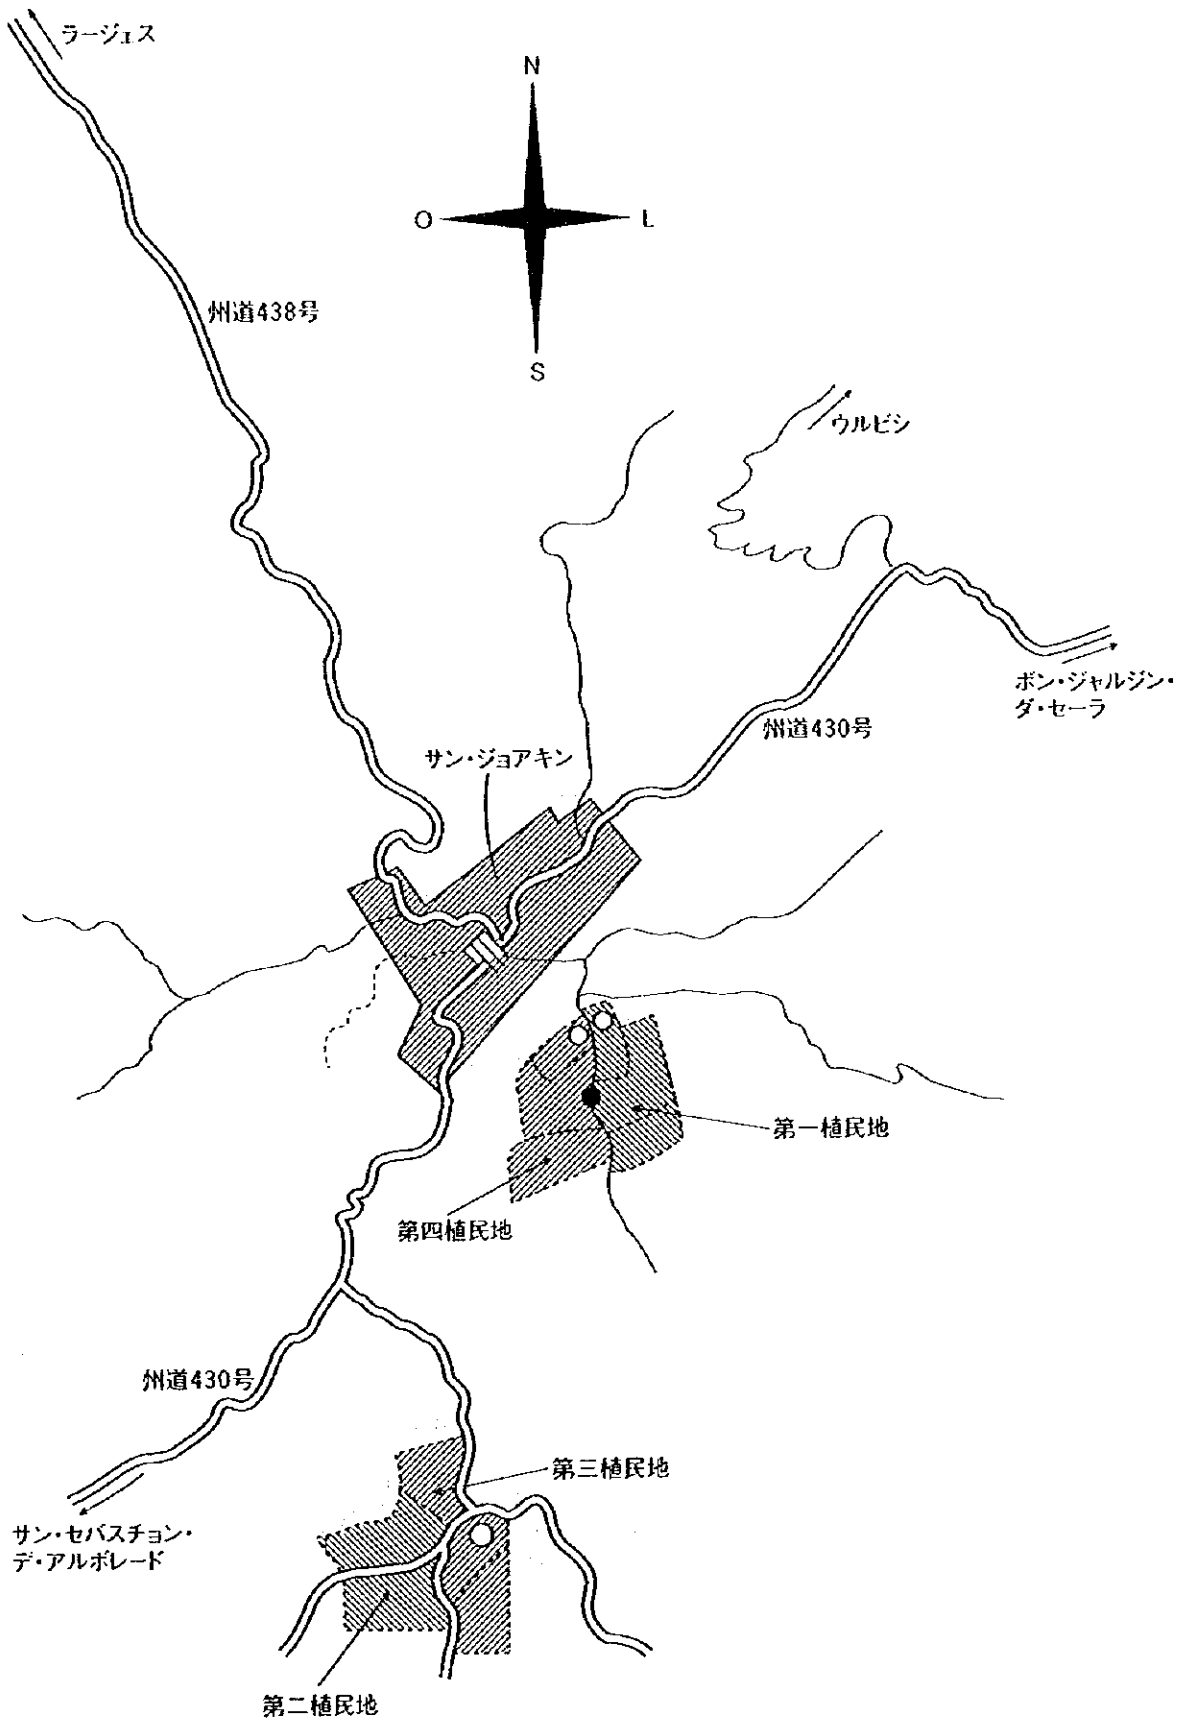 ラージェス
N
O
L
S
州道438号
ウルビシ
ボン・ジャルジン・
ダ・セーラ
州道430号
サン・ジョアキン
第一植民地
第四植民地
州道430号
第三植民地
サン・セバスチョン・
デ・アルボレード
第二植民地